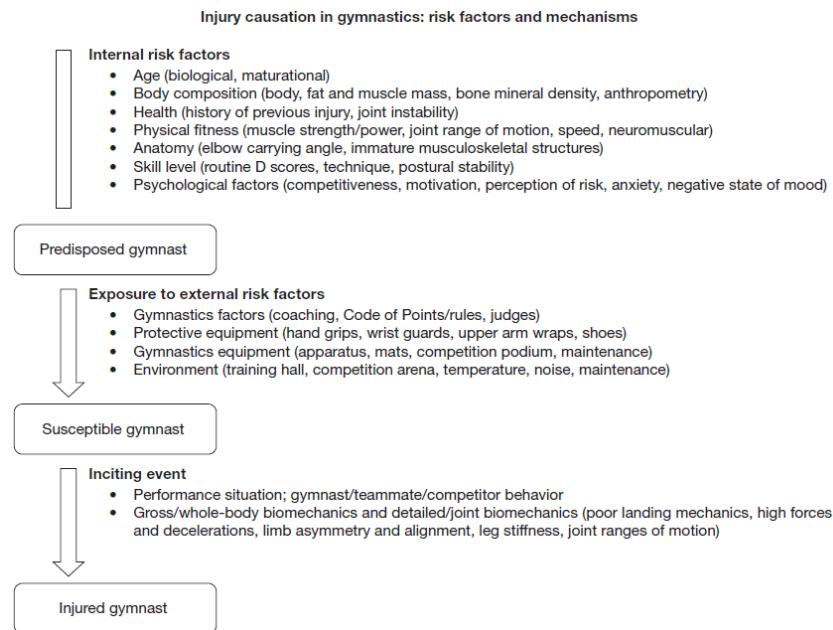 Injury causation in gymnastics: risk factors and mechanisms
Internal risk factors
• Age (biological, maturational)
• Body composition (body, fat and muscle mass, bone mineral density, anthropometry)
• Health (history of previous injury, joint instability)
• Physical fitness (muscle strength/power, joint range of motion, speed, neuromuscular)
• Anatomy (elbow carrying angle, immature musculoskeletal structures)
• Skill level (routine D scores, technique, postural stability)
• Psychological factors (competitiveness, motivation, perception of risk, anxiety, negative state of mood)
Predisposed gymnast
Exposure to external risk factors
• Gymnastics factors (coaching, Code of Points/rules, judges)
• Protective equipment (hand grips, wrist guards, upper arm wraps, shoes)
• Gymnastics equipment (apparatus, mats, competition podium, maintenance)
• Environment (training hall, competition arena, temperature, noise, maintenance)
Susceptible gymnast
Inciting event
• Performance situation; gymnast/teammate/competitor behavior
• Gross/whole-body biomechanics and detailed/joint biomechanics (poor landing mechanics, high forces
and decelerations, limb asymmetry and alignment, leg stiffness, joint ranges of motion)
Injured gymnast